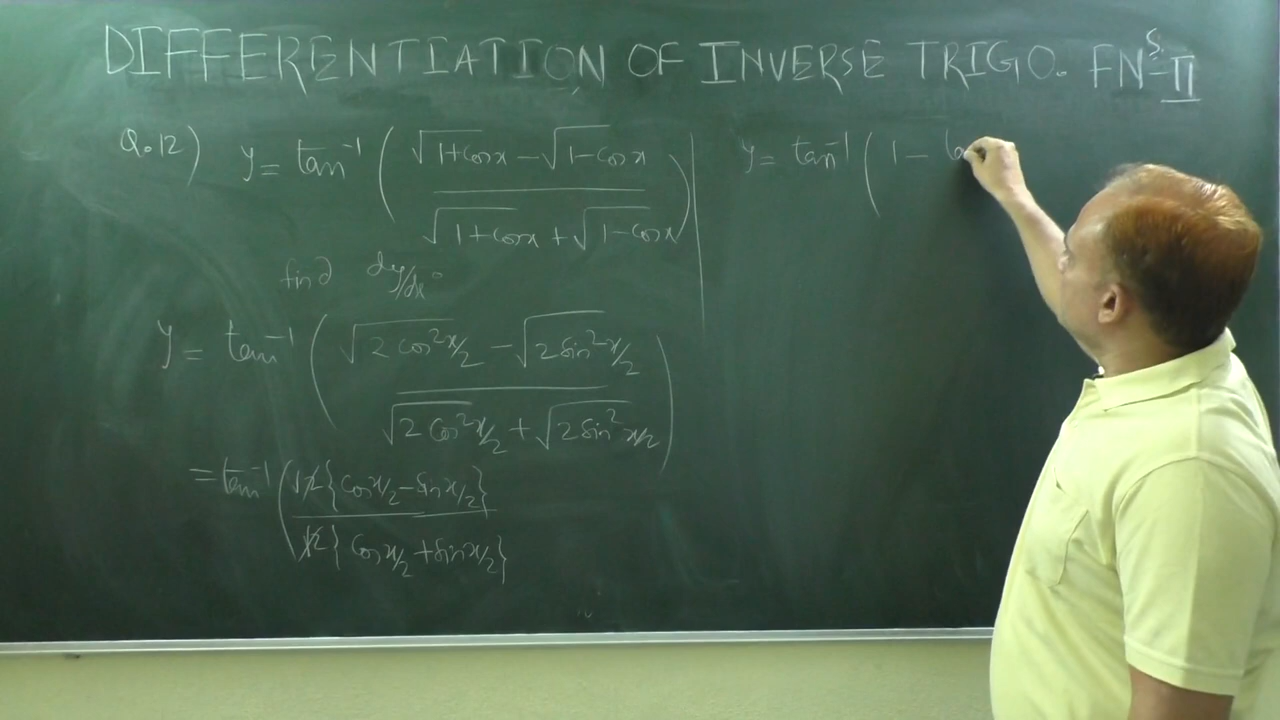 DIFFERENTIATION OF INVERSE TRIGO. FNS-II
Q.12) y = tan⁻¹ ( (√(1+cosx) − √(1−cosx)) / (√(1+cosx) + √(1−cosx)) )
find dy/dx.
y = tan⁻¹ ( (√(2cos²x/2) − √(2sin²x/2)) / (√(2cos²x/2) + √(2sin²x/2)) )
= tan⁻¹ ( (√2{cosx/2 − sinx/2}) / (√2{cosx/2 + sinx/2})
y = tan⁻¹ ( 1 −